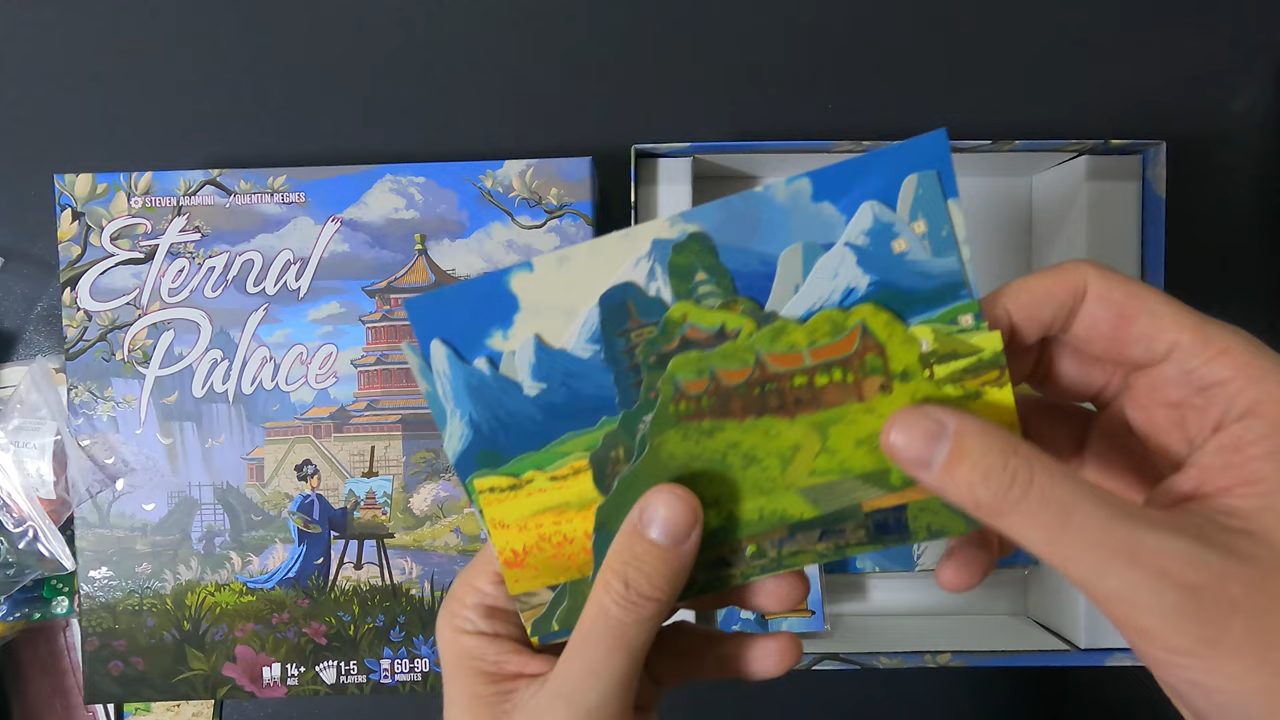 STEVEN ARAMINI QUENTIN REGNES
Eternal
Palace
14+
AGE
1-5
PLAYERS
60-90
MINUTES